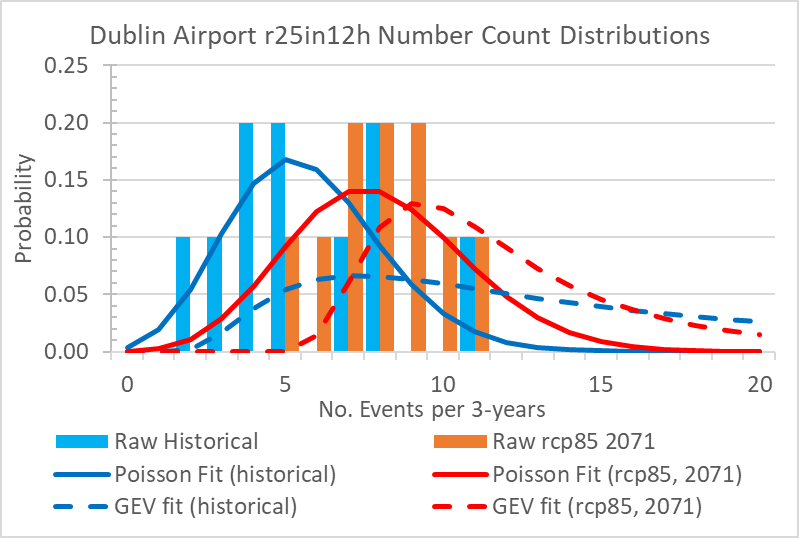 Dublin Airport r25in12h Number Count Distributions
0.25
0.20
0.15
0.10
0.05
0.00
Probability
0 5 10 15 20
No. Events per 3-years
Raw Historical Raw rcp85 2071
Poisson Fit (historical) Poisson Fit (rcp85, 2071)
GEV fit (historical) GEV fit (rcp85, 2071)